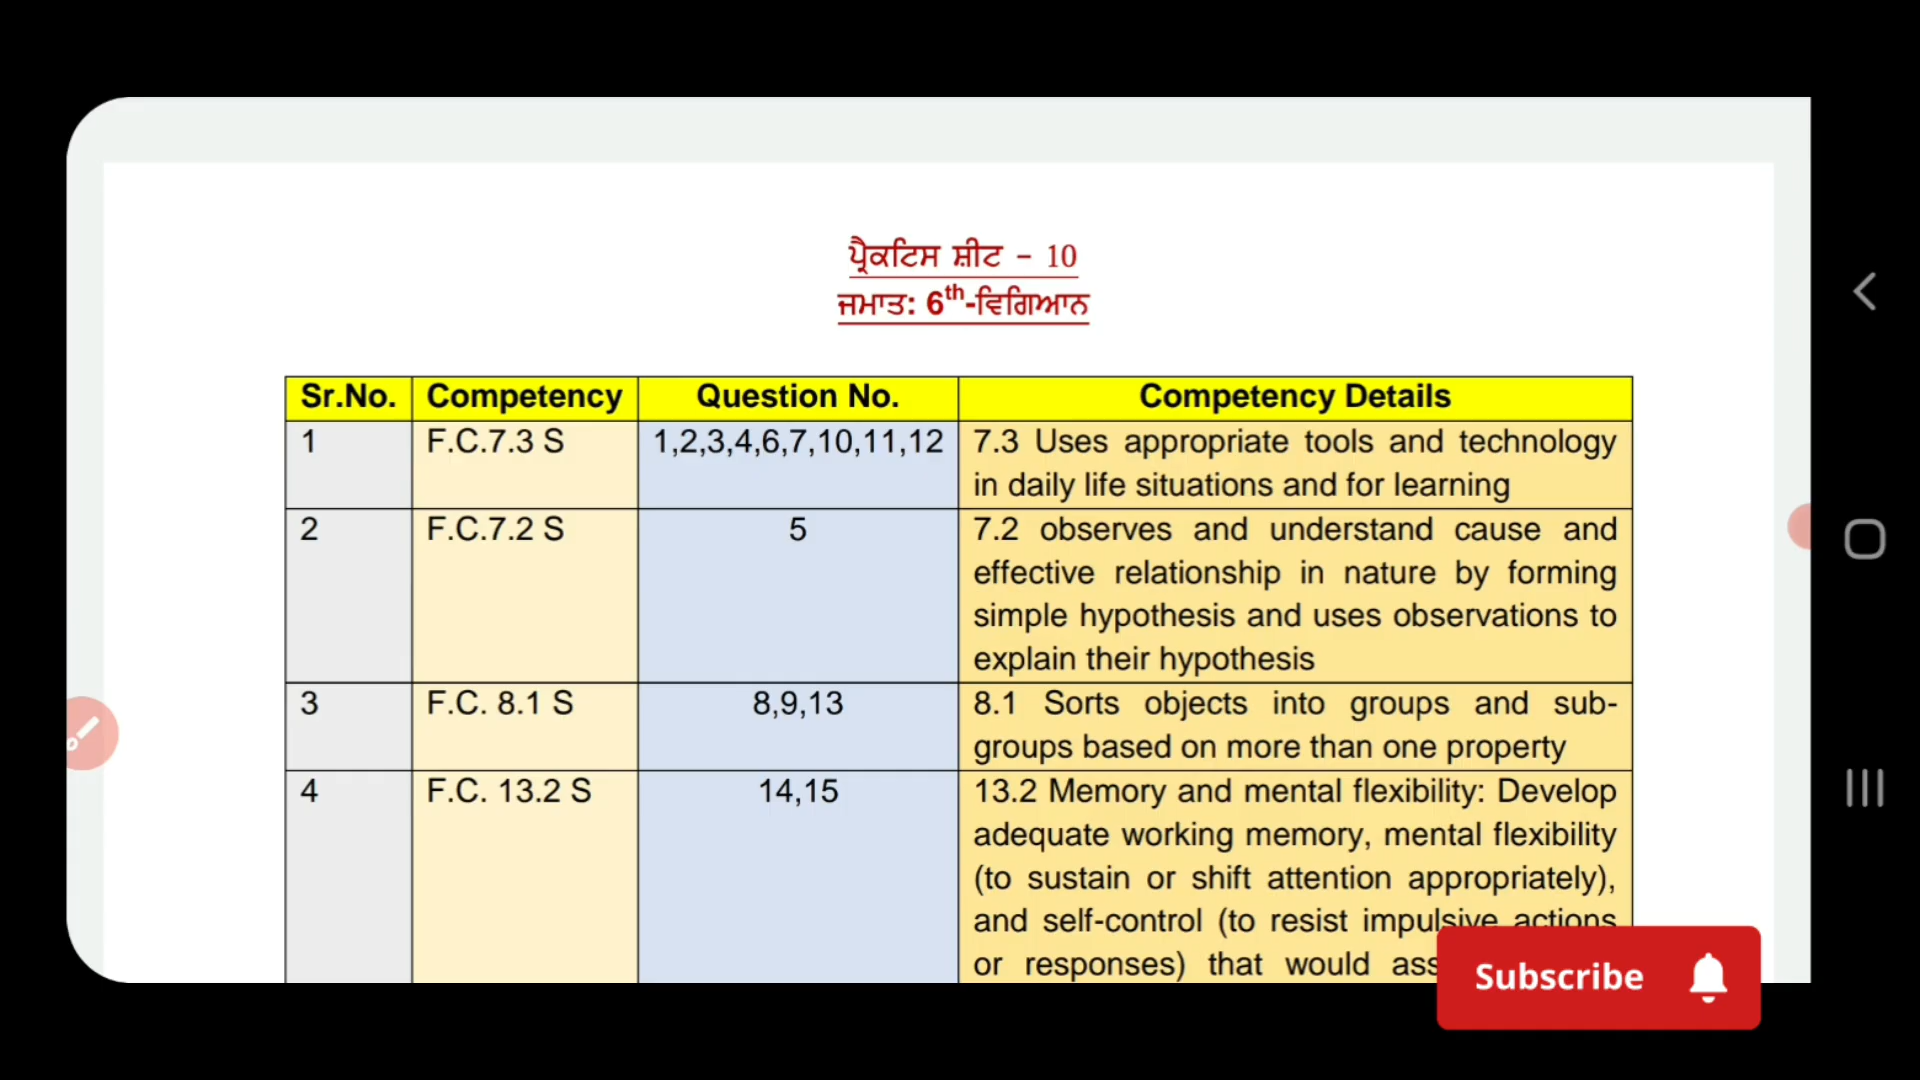 ਪ੍ਰੈਕਟਿਸ ਸ਼ੀਟ – 10
ਜਮਾਤ: 6th-ਵਿਗਿਆਨ
Sr.No. Competency Question No. Competency Details
1 F.C.7.3 S 1,2,3,4,6,7,10,11,12 7.3 Uses appropriate tools and technology
in daily life situations and for learning
2 F.C.7.2 S 5 7.2 observes and understand cause and
effective relationship in nature by forming
simple hypothesis and uses observations to
explain their hypothesis
3 F.C. 8.1 S 8,9,13 8.1 Sorts objects into groups and sub-
groups based on more than one property
4 F.C. 13.2 S 14,15 13.2 Memory and mental flexibility: Develop
adequate working memory, mental flexibility
(to sustain or shift attention appropriately),
and self-control (to resist impulsive actions
or responses) that would
Subscribe